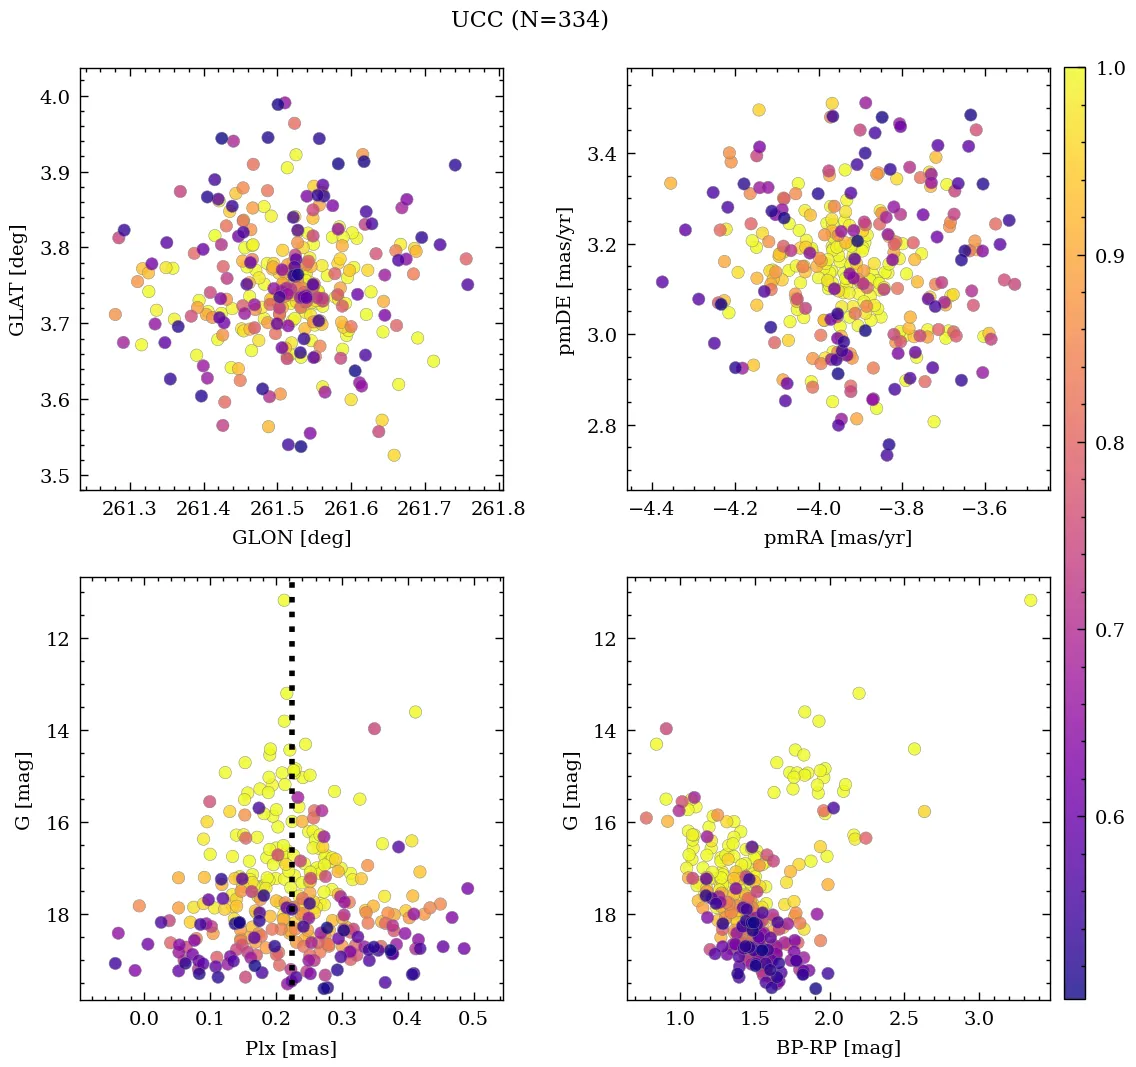 UCC (N=334)
4.0
3.9
3.8
3.7
3.6
3.5
GLAT [deg]
261.3 261.4 261.5 261.6 261.7 261.8
GLON [deg]
3.4
3.2
3.0
2.8
pmDE [mas/yr]
−4.4 −4.2 −4.0 −3.8 −3.6
pmRA [mas/yr]
12
14
16
18
G [mag]
0.0 0.1 0.2 0.3 0.4 0.5
Plx [mas]
12
14
16
18
G [mag]
1.0 1.5 2.0 2.5 3.0
BP-RP [mag]
1.0
0.9
0.8
0.7
0.6